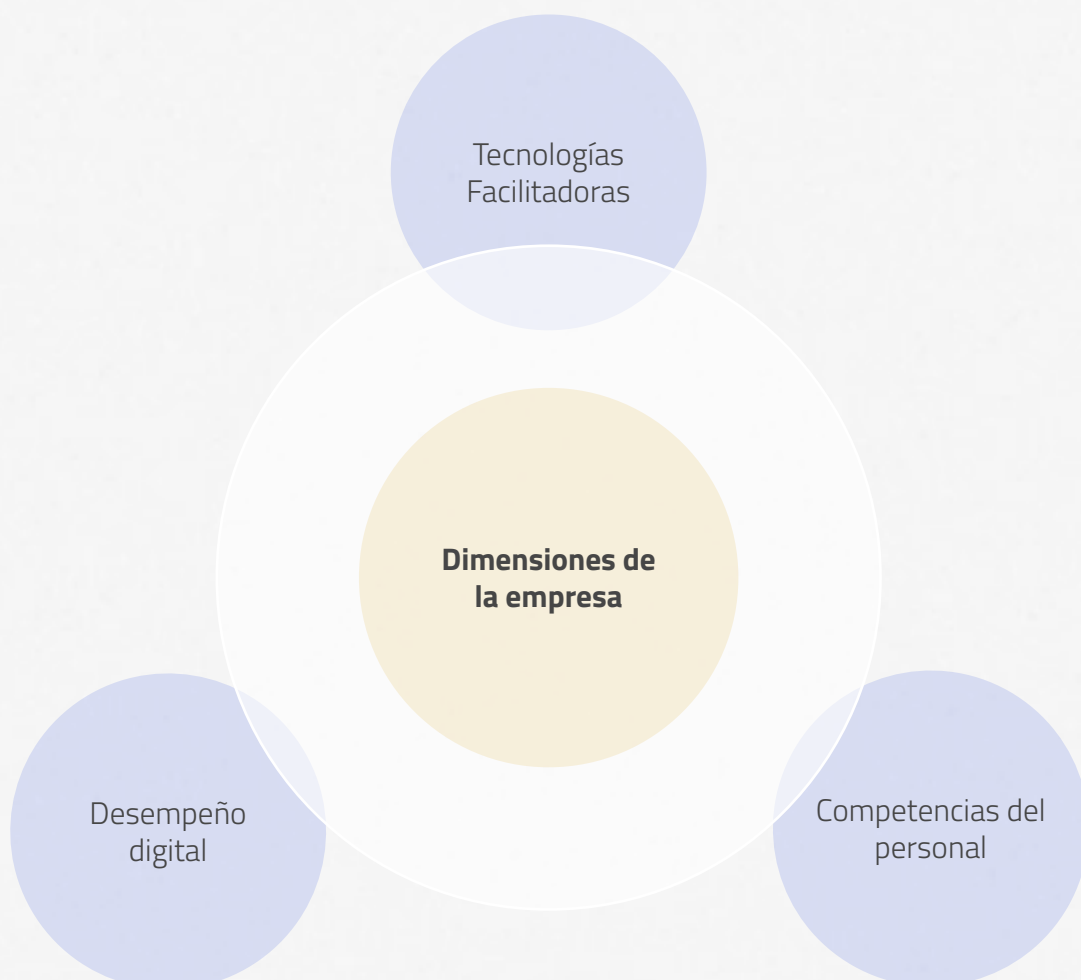 Tecnologías
Facilitadoras
Dimensiones de
la empresa
Desempeño
digital
Competencias del
personal